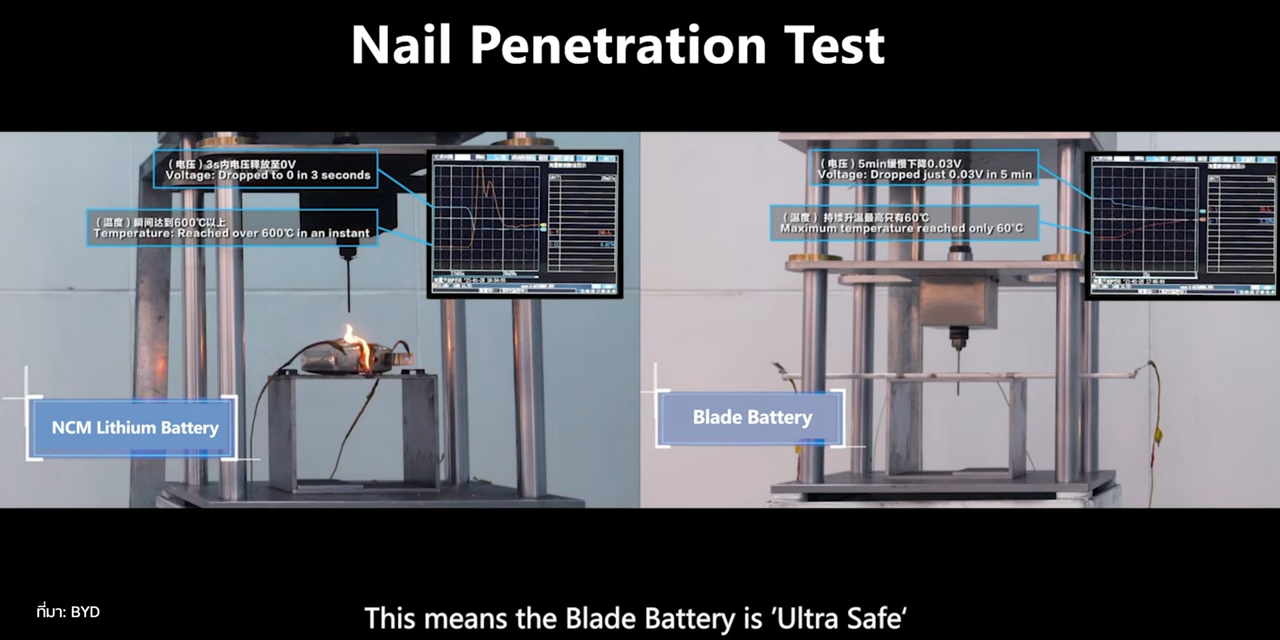 Nail Penetration Test
(电压)3s内电压释放至0V
Voltage: Dropped to 0 in 3 seconds
(温度)瞬间达到600℃以上
Temperature: Reached over 600℃ in an instant
NCM Lithium Battery
(电压)5min缓慢下降0.03V
Voltage: Dropped just 0.03V in 5 min
(温度)持续升温最高只有60℃
Maximum temperature reached only 60℃
Blade Battery
ที่มา: BYD
This means the Blade Battery is ‘Ultra Safe‘